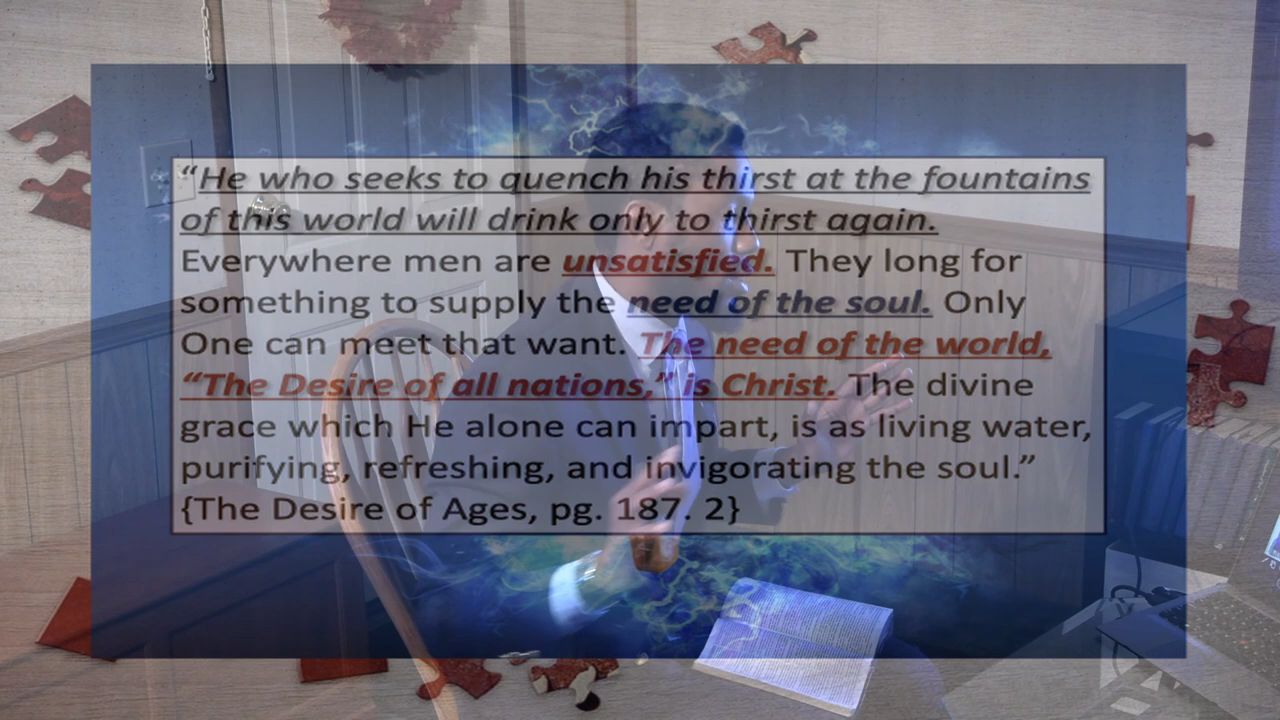 “He who seeks to quench his thirst at the fountains
of this world will drink only to thirst again.
Everywhere men are unsatisfied. They long for
something to supply the need of the soul. Only
One can meet that want. The need of the world,
“The Desire of all nations,” is Christ. The divine
grace which He alone can impart, is as living water,
purifying, refreshing, and invigorating the soul.”
{The Desire of Ages, pg. 187. 2}